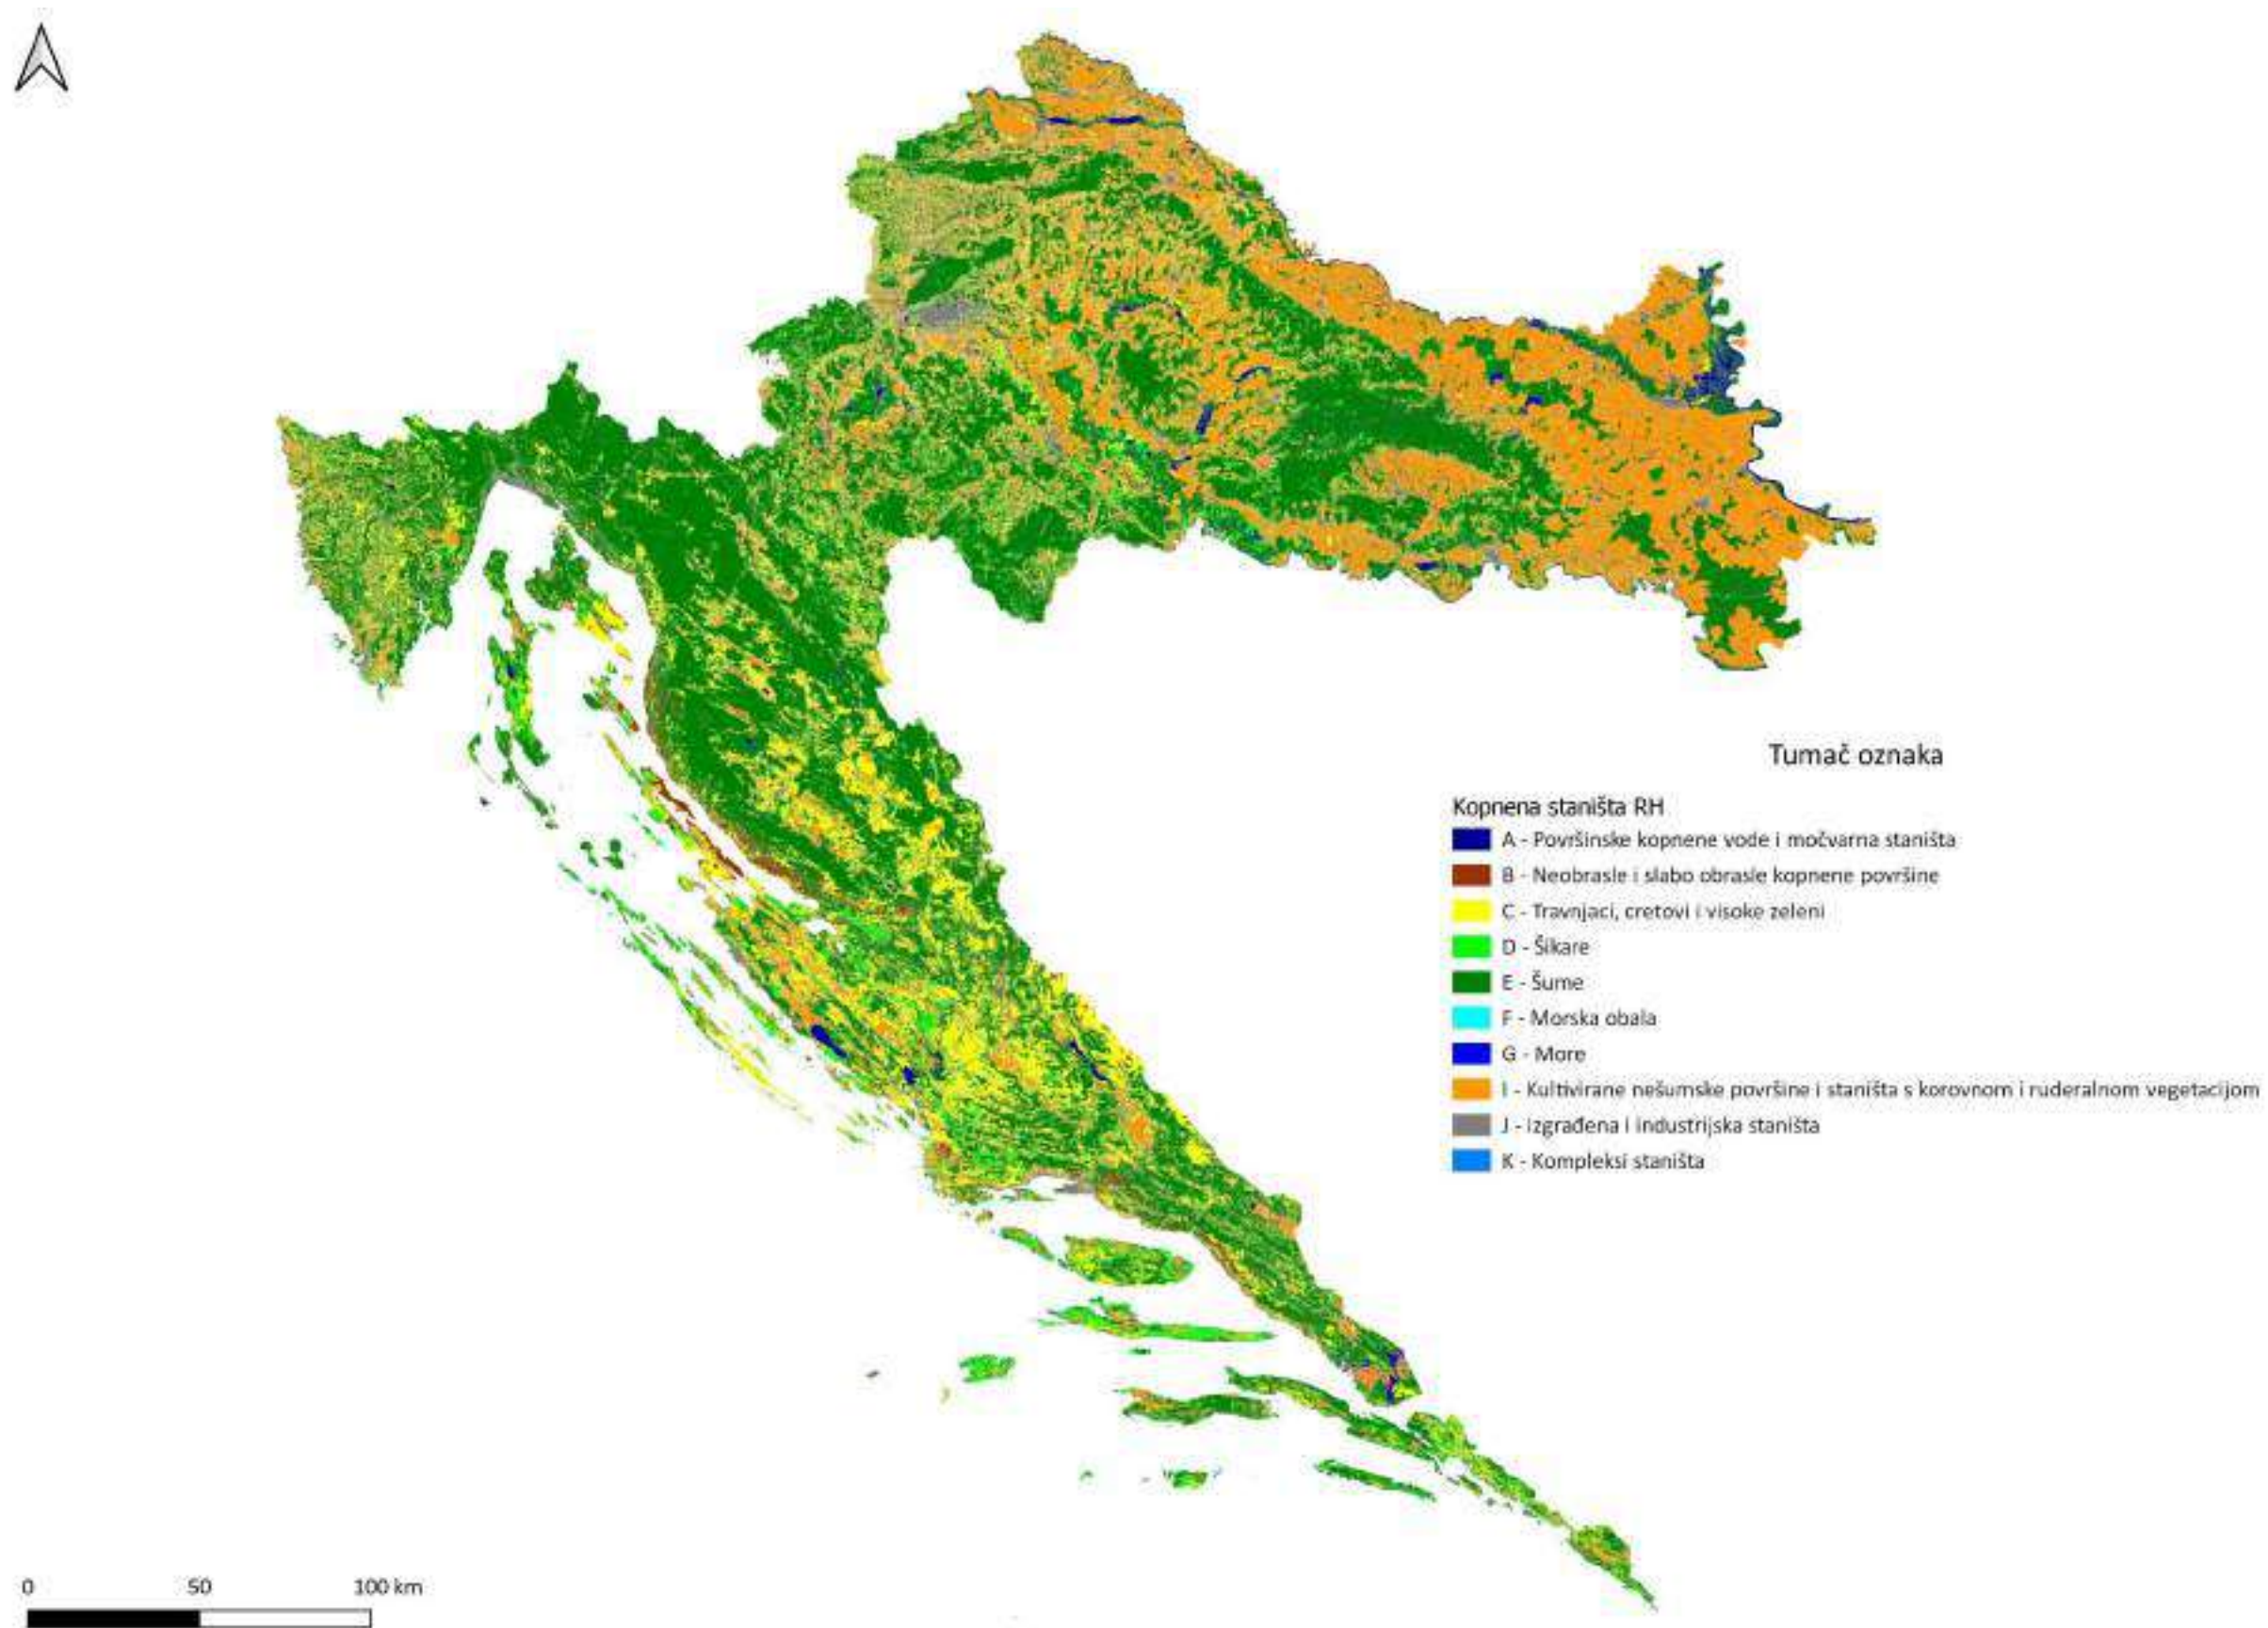 Tumač oznaka
Kopnena staništa RH
A - Površinske kopnene vode i močvarna staništa
B - Neobrasle i slabo obrasle kopnene površine
C - Travnjaci, cretovi i visoke zeleni
D - Šikare
E - Šume
F - Morska obala
G - More
I - Kultivirane nešumske površine i staništa s korovnom i ruderalnom vegetacijom
J - izgrađena i industrijska staništa
K - Kompleksi staništa
0 50 100 km